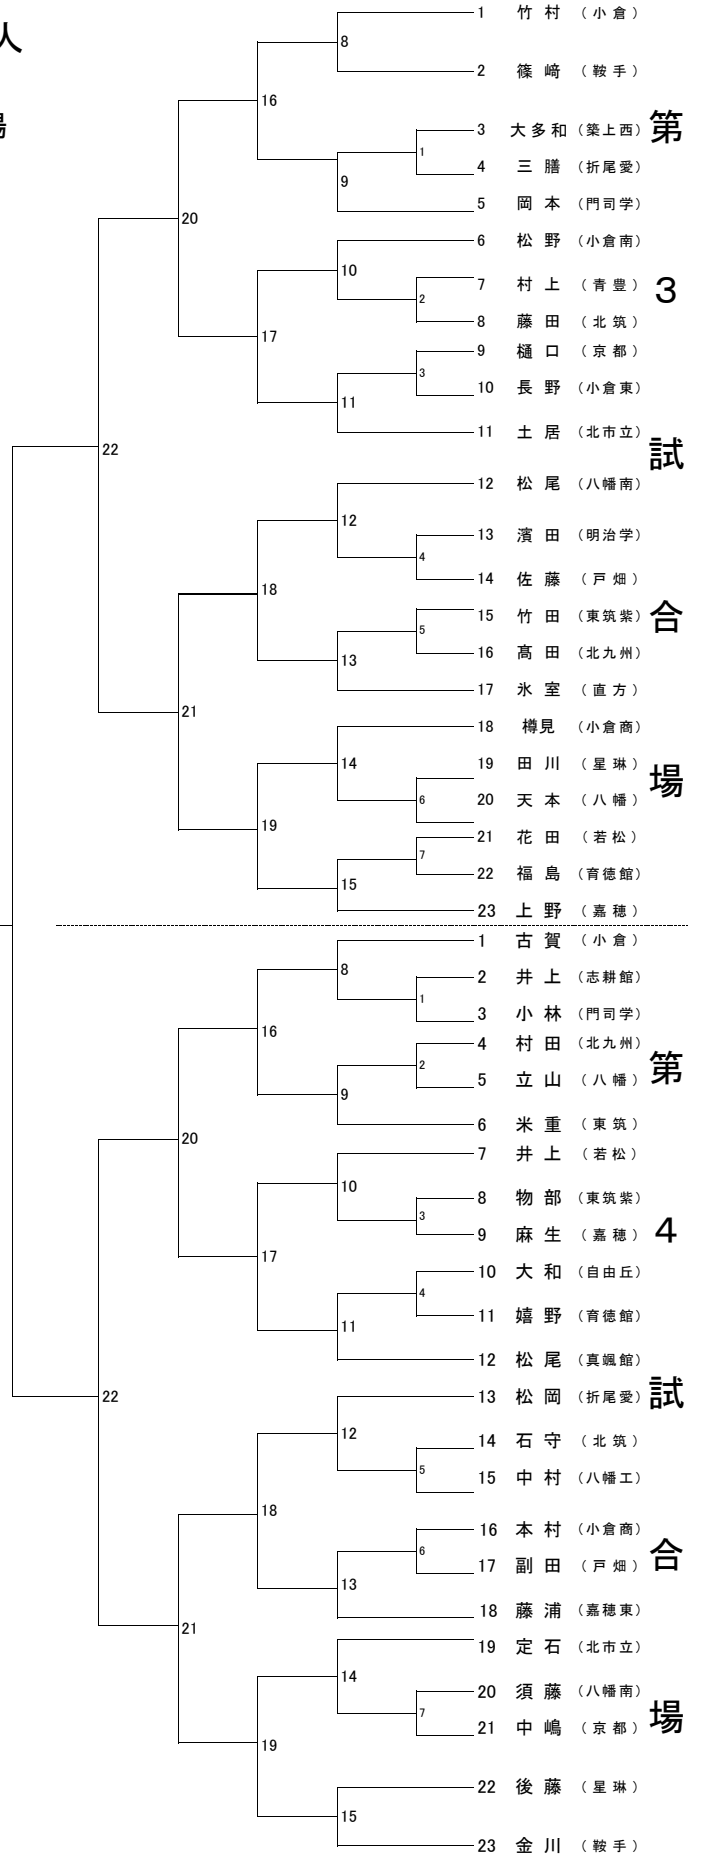 人
場
第3試合場
1 竹村 (小倉)
8
2 篠﨑 (鞍手)
16
3 大多和 (築上西)
1
4 三膳 (折尾愛)
9
5 岡本 (門司学)
20
6 松野 (小倉南)
10
7 村上 (青豊)
2
8 藤田 (北筑)
17
9 樋口 (京都)
3
10 長野 (小倉東)
11
11 土居 (北市立)
22
12 松尾 (八幡南)
12
13 濱田 (明治学)
4
14 佐藤 (戸畑)
18
15 竹田 (東筑紫)
5
16 髙田 (北九州)
13
17 氷室 (直方)
21
18 樽見 (小倉商)
14
19 田川 (星琳)
6
20 天本 (八幡)
19
21 花田 (若松)
7
22 福島 (育徳館)
15
23 上野 (嘉穂)
第4試合場
1 古賀 (小倉)
8
2 井上 (志耕館)
1
3 小林 (門司学)
16
4 村田 (北九州)
2
5 立山 (八幡)
9
6 米重 (東筑)
20
7 井上 (若松)
10
8 物部 (東筑紫)
3
9 麻生 (嘉穂)
17
10 大和 (自由丘)
4
11 嬉野 (育徳館)
11
12 松尾 (真颯館)
22
13 松岡 (折尾愛)
12
14 石守 (北筑)
5
15 中村 (八幡工)
18
16 本村 (小倉商)
6
17 副田 (戸畑)
13
18 藤浦 (嘉穂東)
21
19 定石 (北市立)
14
20 須藤 (八幡南)
7
21 中嶋 (京都)
19
22 後藤 (星琳)
15
23 金川 (鞍手)